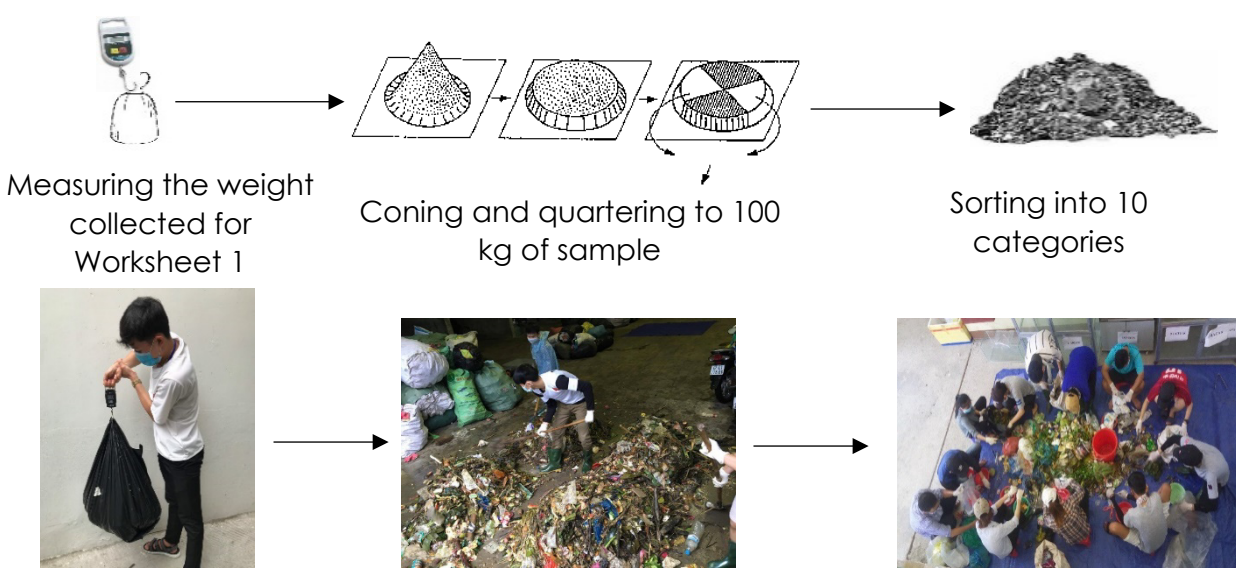 Measuring the weight
collected for
Worksheet 1
Coning and quartering to 100
kg of sample
Sorting into 10
categories